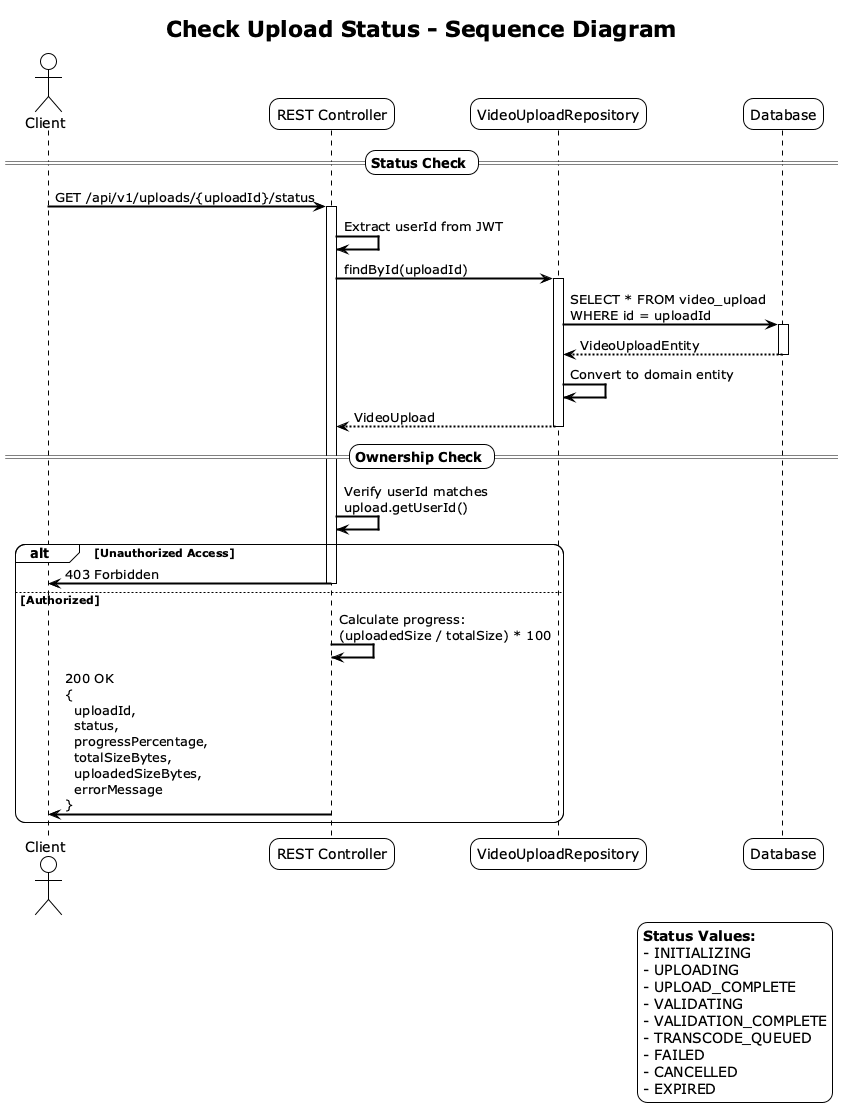 Check Upload Status - Sequence Diagram
Client
REST Controller
VideoUploadRepository
Database
Status Check
GET /api/v1/uploads/{uploadId}/status
Extract userId from JWT
findById(uploadId)
SELECT * FROM video_upload
WHERE id = uploadId
VideoUploadEntity
Convert to domain entity
VideoUpload
Ownership Check
Verify userId matches
upload.getUserId()
alt
[Unauthorized Access]
403 Forbidden
[Authorized]
Calculate progress:
(uploadedSize / totalSize) * 100
200 OK
{
uploadId,
status,
progressPercentage,
totalSizeBytes,
uploadedSizeBytes,
errorMessage
}
Client
REST Controller
VideoUploadRepository
Database
Status Values:
- INITIALIZING
- UPLOADING
- UPLOAD_COMPLETE
- VALIDATING
- VALIDATION_COMPLETE
- TRANSCODE_QUEUED
- FAILED
- CANCELLED
- EXPIRED